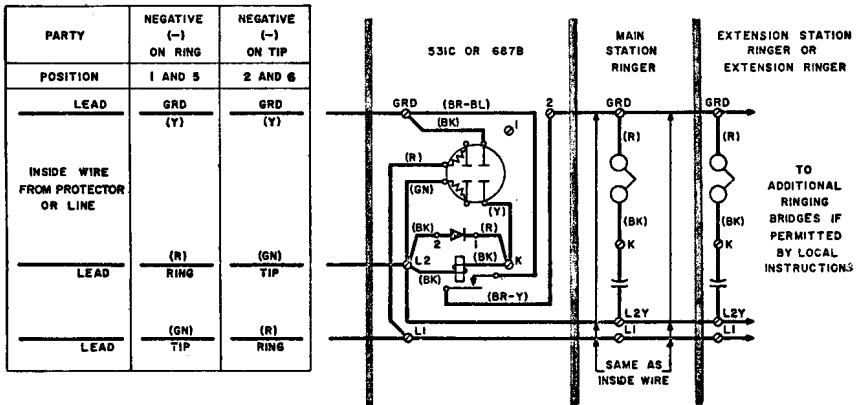 PARTY
NEGATIVE
(–)
ON RING
NEGATIVE
(–)
ON TIP
531C OR 687B
MAIN
STATION
RINGER
EXTENSION STATION
RINGER OR
EXTENSION RINGER
POSITION
1 AND 5
2 AND 6
LEAD
GRD
(Y)
GRD
(Y)
GRD
(BR-BL)
2
GRD
GRD
(BK)
1
(R)
(R)
(R)
INSIDE WIRE
FROM PROTECTOR
OR LINE
(GN)
(Y)
TO
ADDITIONAL
RINGING
BRIDGES IF
PERMITTED
BY LOCAL
INSTRUCTIONS
(BK)
(BK)
(BK)
2
1
(R)
K
K
LEAD
(R)
RING
(GN)
TIP
L2
(BK)
K
(BK)
(BR-Y)
L2Y
L2Y
LEAD
(GN)
TIP
(R)
RING
L1
L1
L1
SAME AS
INSIDE WIRE